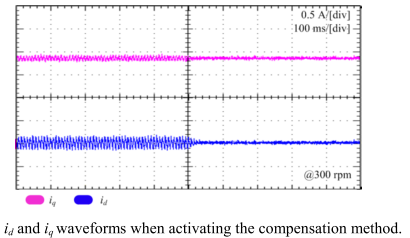 0.5 A/[div]
100 ms/[div]
@300 rpm
iq id
id and iq waveforms when activating the compensation method.